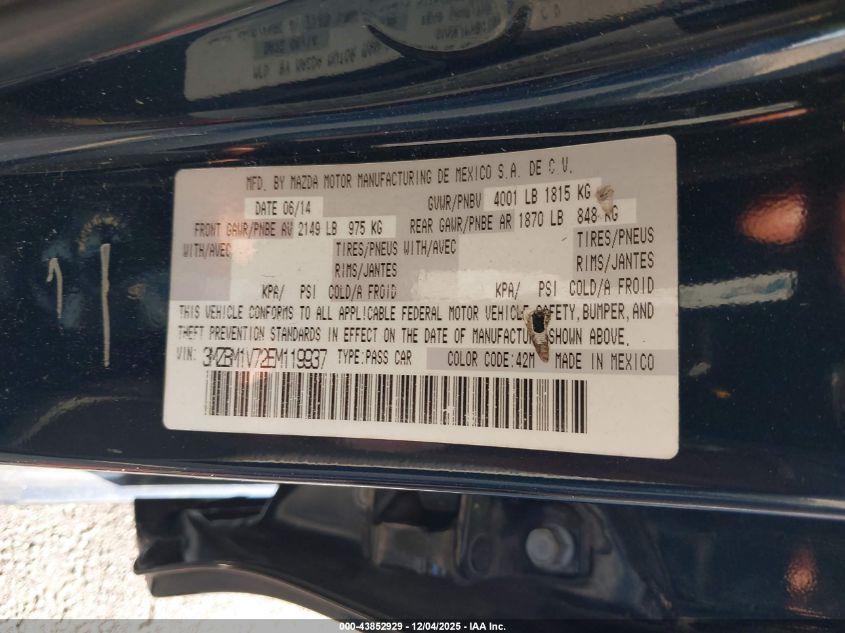 MFD. BY MAZDA MOTOR MANUFACTURING DE MEXICO S.A. DE C.V.
DATE 06/14 GVWR/PNBV 4001 LB 1815 KG
FRONT GAWR/PNBE AV 2149 LB 975 KG REAR GAWR/PNBE AR 1870 LB 848 KG
WITH/AVEC TIRES/PNEUS WITH/AVEC TIRES/PNEUS
RIMS/JANTES RIMS/JANTES
KPA/ PSI COLD/A FROID KPA/ PSI COLD/A FROID
THIS VEHICLE CONFORMS TO ALL APPLICABLE FEDERAL MOTOR VEHICLE SAFETY, BUMPER, AND
THEFT PREVENTION STANDARDS IN EFFECT ON THE DATE OF MANUFACTURE SHOWN ABOVE.
VIN: 3MZBM1V72EM119937 TYPE:PASS CAR COLOR CODE:42M MADE IN MEXICO
000-43852929 - 12/04/2025 - IAA Inc.